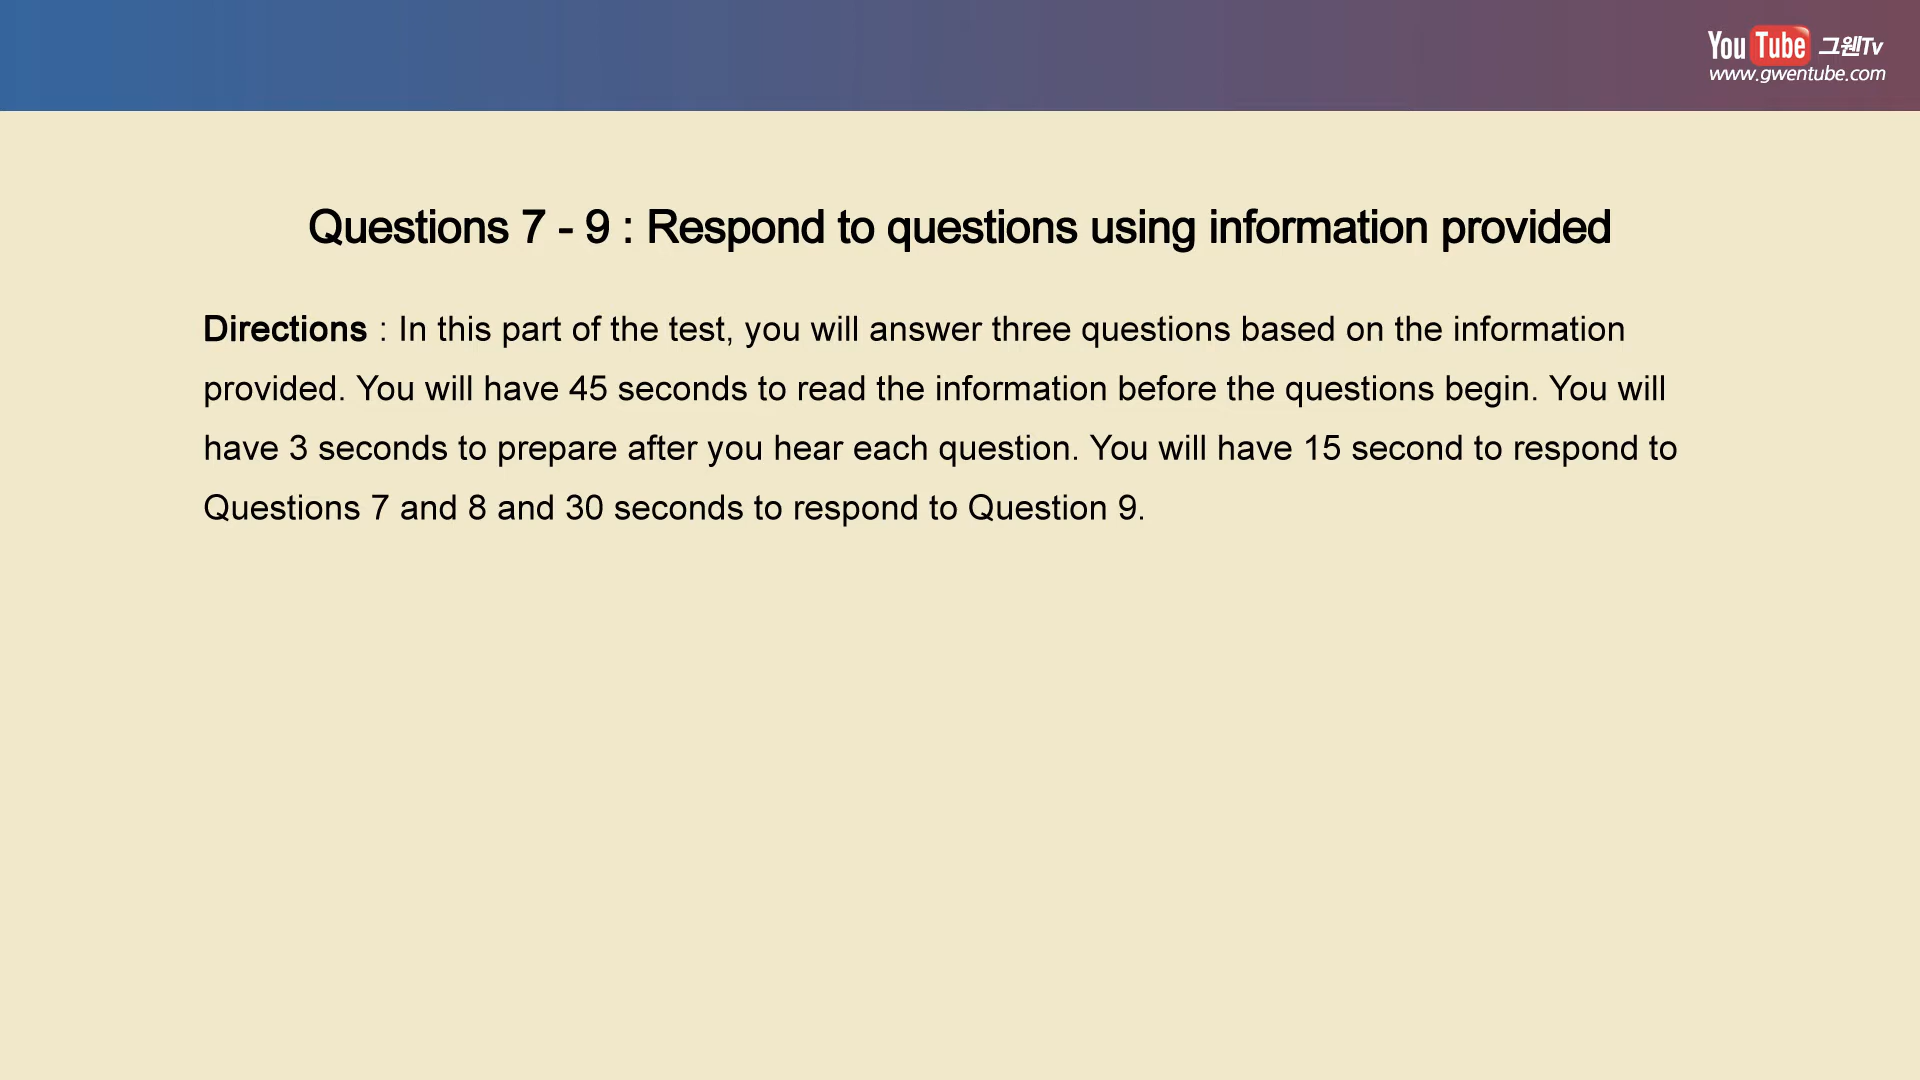 YouTube 그웬Tv
www.gwentube.com
Questions 7 - 9 : Respond to questions using information provided
Directions : In this part of the test, you will answer three questions based on the information
provided. You will have 45 seconds to read the information before the questions begin. You will
have 3 seconds to prepare after you hear each question. You will have 15 second to respond to
Questions 7 and 8 and 30 seconds to respond to Question 9.